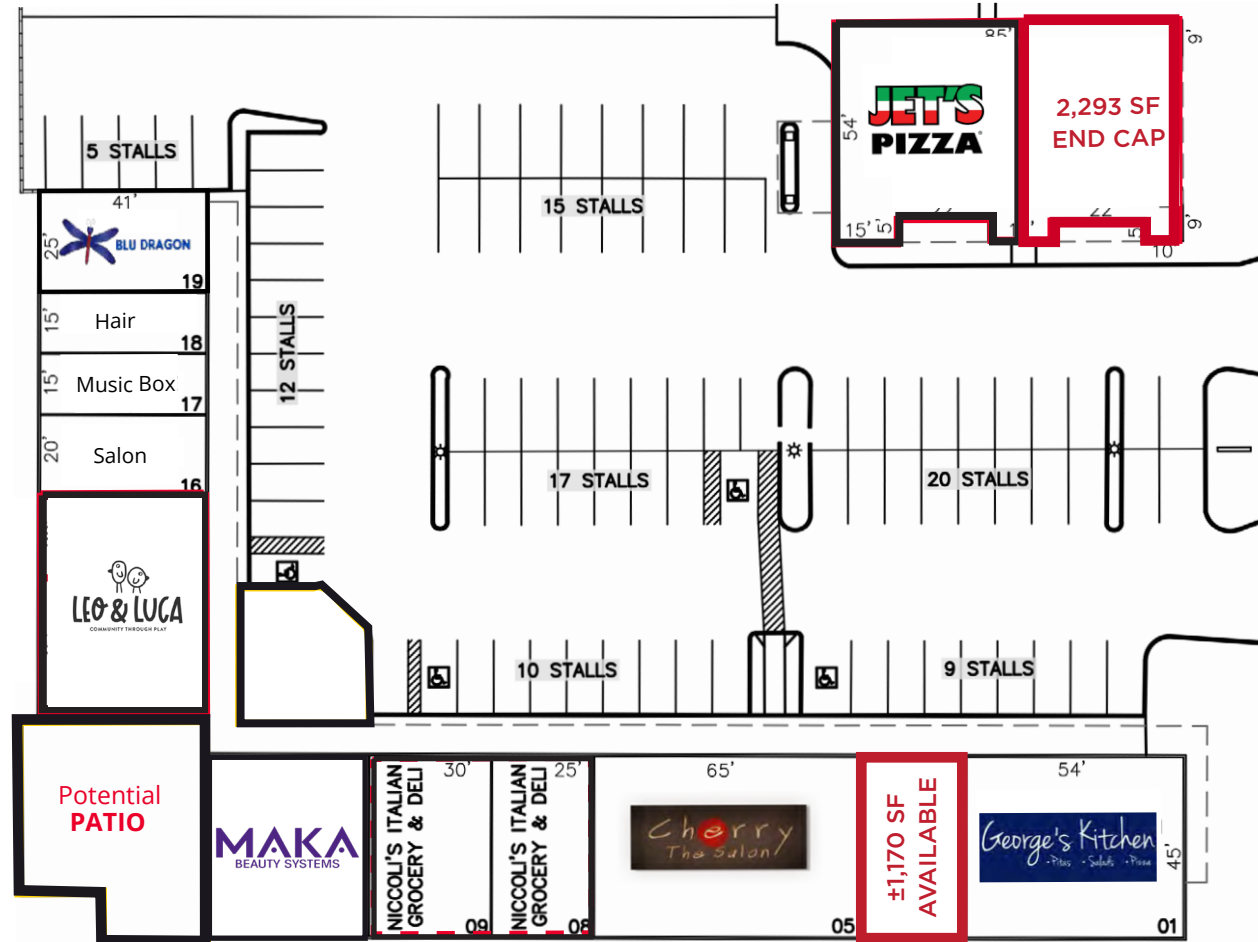 85'
9'
JET'S
PIZZA
2,293 SF
END CAP
54'
15'
5'
22
5
9'
10
5 STALLS
15 STALLS
41'
25'
BLU DRAGON
19
12 STALLS
15'
Hair
18
15'
Music Box
17
20'
Salon
16
17 STALLS
20 STALLS
LEO & LUCA
COMMUNITY THROUGH PLAY
10 STALLS
9 STALLS
Potential
PATIO
MAKA
BEAUTY SYSTEMS
NICCOLI'S ITALIAN
GROCERY & DELI
30'
09
NICCOLI'S ITALIAN
GROCERY & DELI
25'
08
65'
Cherry
The Salon
05
±1,170 SF
AVAILABLE
54'
George's Kitchen
·Pitas ·Salads ·Pizza
45'
01